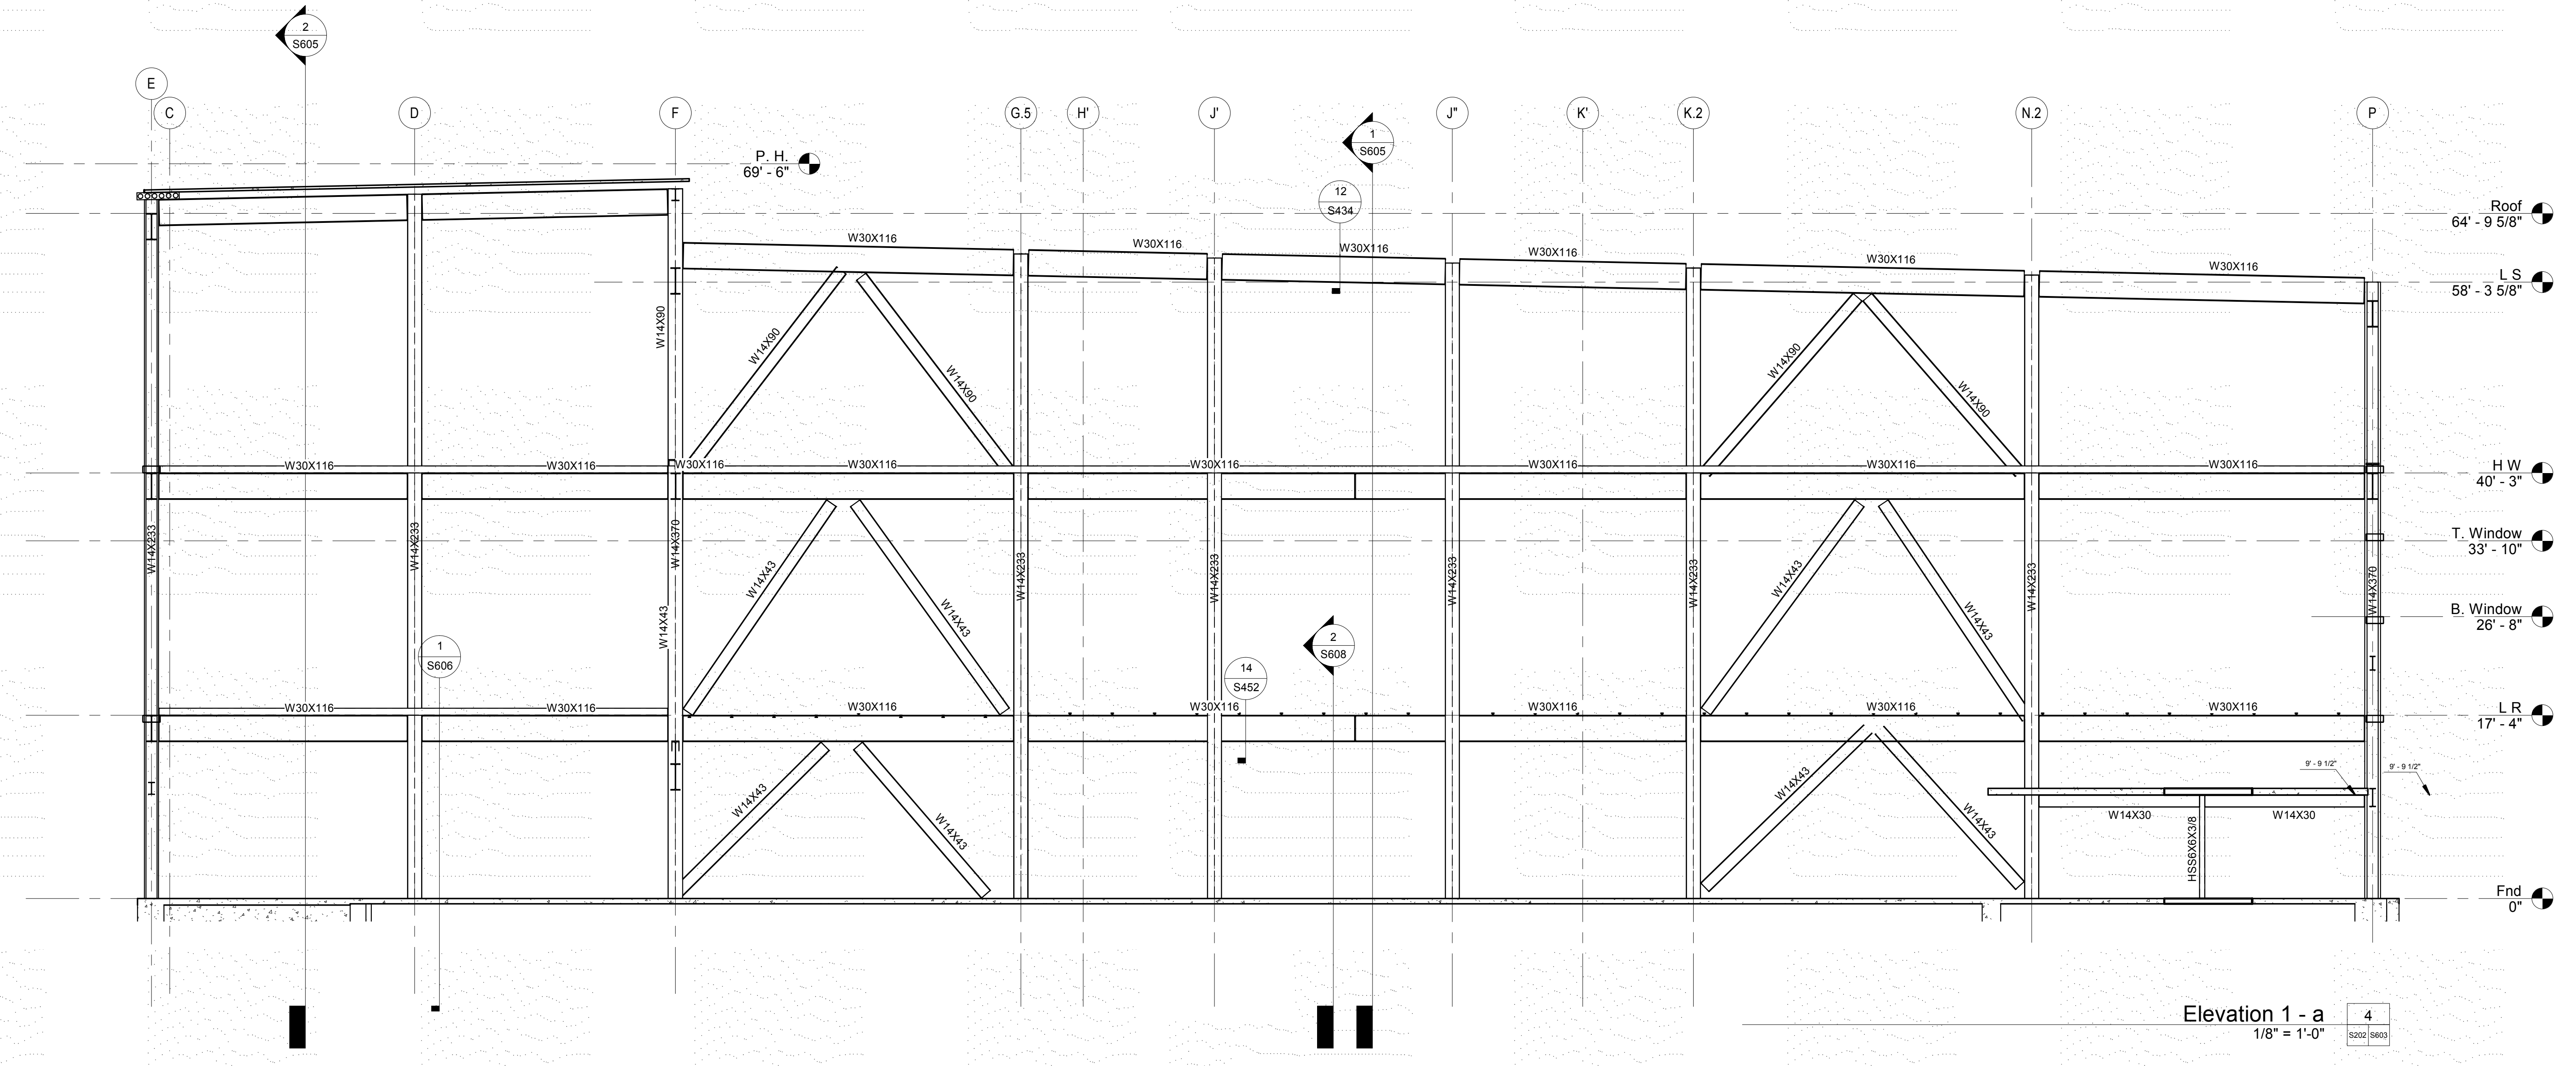 2
S605
E
C
D
F
G.5
H'
J'
J"
K'
K.2
N.2
P
1
S605
P. H.
69' - 6"
12
S434
Roof
64' - 9 5/8"
W30X116
W30X116
W30X116
W30X116
W30X116
W30X116
L S
58' - 3 5/8"
W14X90
W14X90
W14X90
W14X90
W14X90
W30X116
W30X116
W30X116
W30X116
W30X116
W30X116
W30X116
W30X116
H W
40' - 3"
T. Window
33' - 10"
W14X233
W14X233
W14X370
W14X43
W14X43
W14X43
W14X233
W14X233
W14X233
W14X233
W14X43
W14X43
W14X233
W14X370
B. Window
26' - 8"
1
S606
2
S608
14
S452
W30X116
W30X116
W30X116
W30X116
W30X116
W30X116
W30X116
L R
17' - 4"
9' - 9 1/2"
9' - 9 1/2"
W14X43
W14X43
W14X43
W14X43
W14X30
W14X30
HSS6X6X3/8
Fnd
0"
Elevation 1 - a
1/8" = 1'-0"
4
S202
S603